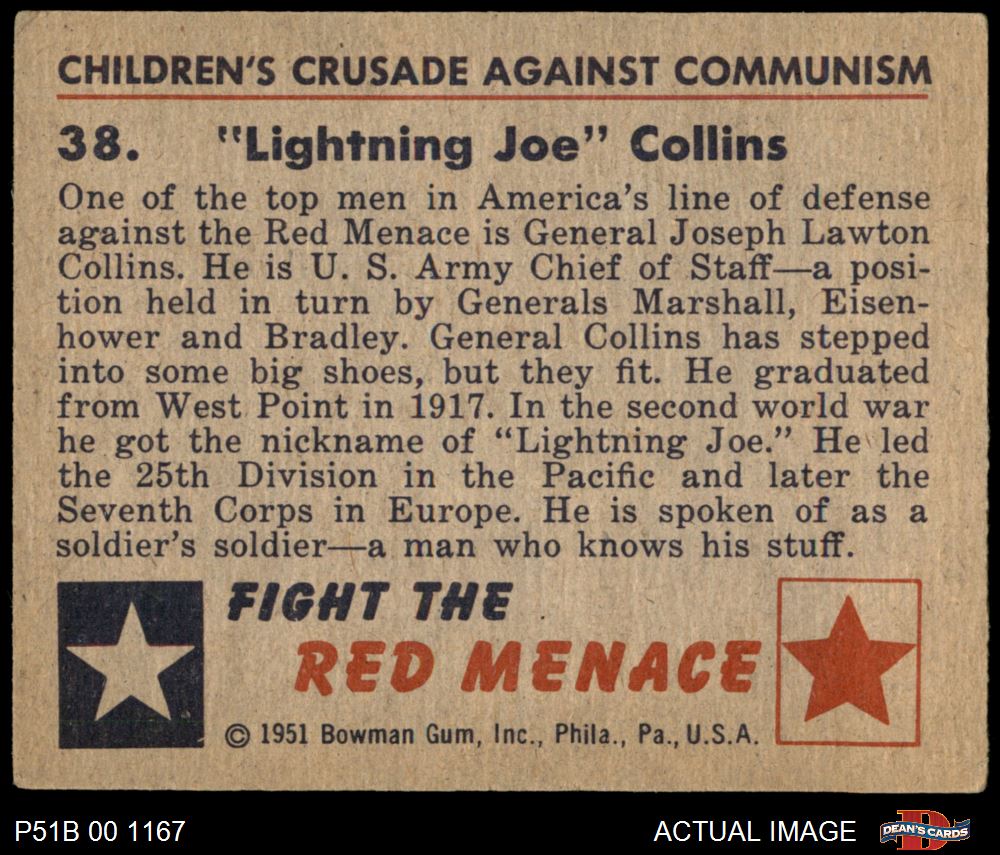 CHILDREN'S CRUSADE AGAINST COMMUNISM
38. "Lightning Joe" Collins
One of the top men in America's line of defense
against the Red Menace is General Joseph Lawton
Collins. He is U. S. Army Chief of Staff—a posi-
tion held in turn by Generals Marshall, Eisen-
hower and Bradley. General Collins has stepped
into some big shoes, but they fit. He graduated
from West Point in 1917. In the second world war
he got the nickname of "Lightning Joe." He led
the 25th Division in the Pacific and later the
Seventh Corps in Europe. He is spoken of as a
soldier's soldier—a man who knows his stuff.
FIGHT THE
RED MENACE
© 1951 Bowman Gum, Inc., Phila., Pa., U.S.A.
P51B 00 1167
ACTUAL IMAGE
DEAN'S CARDS